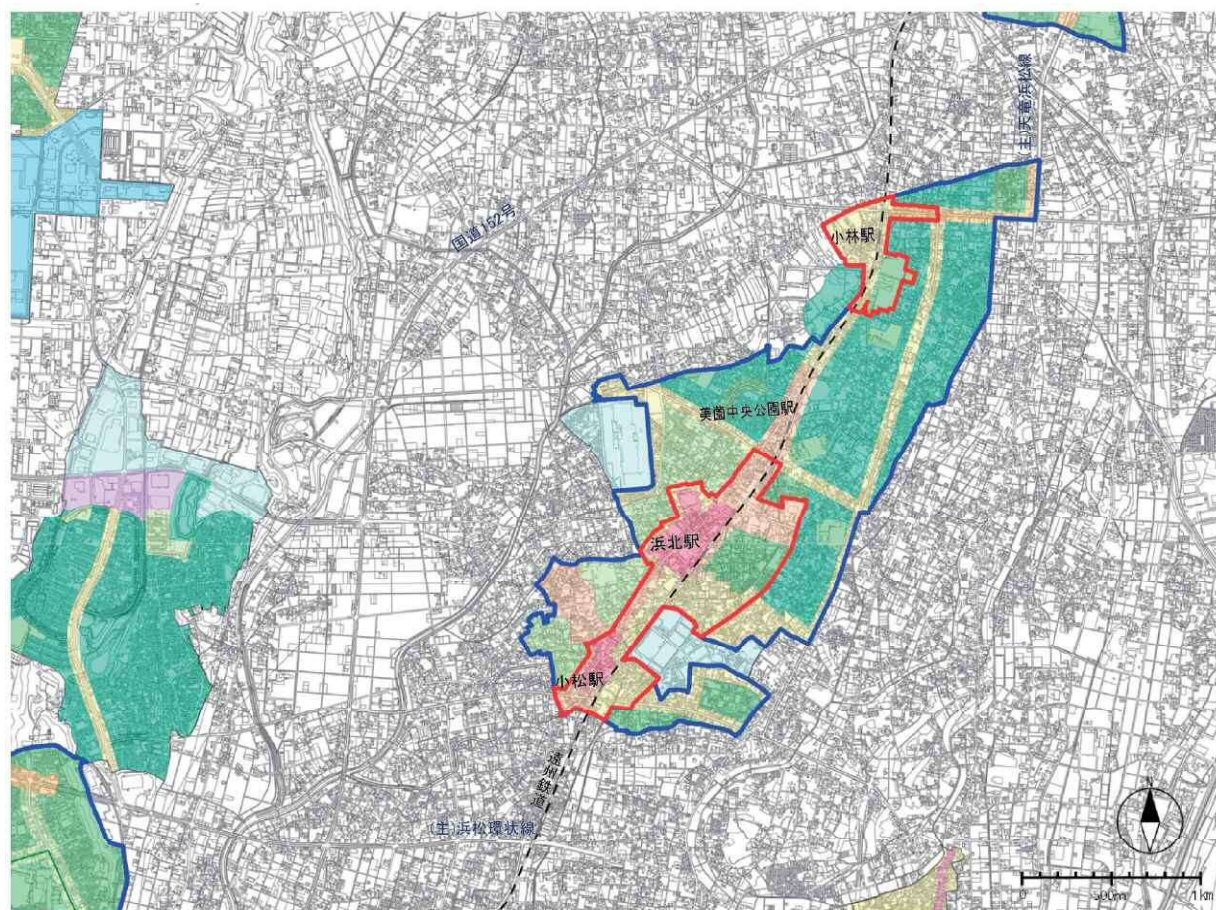 (主)天竜浜松線
国道152号
小林駅
美薗中央公園駅
浜北駅
小松駅
遠州鉄道
(主)浜松環状線
N
0 500m 1km